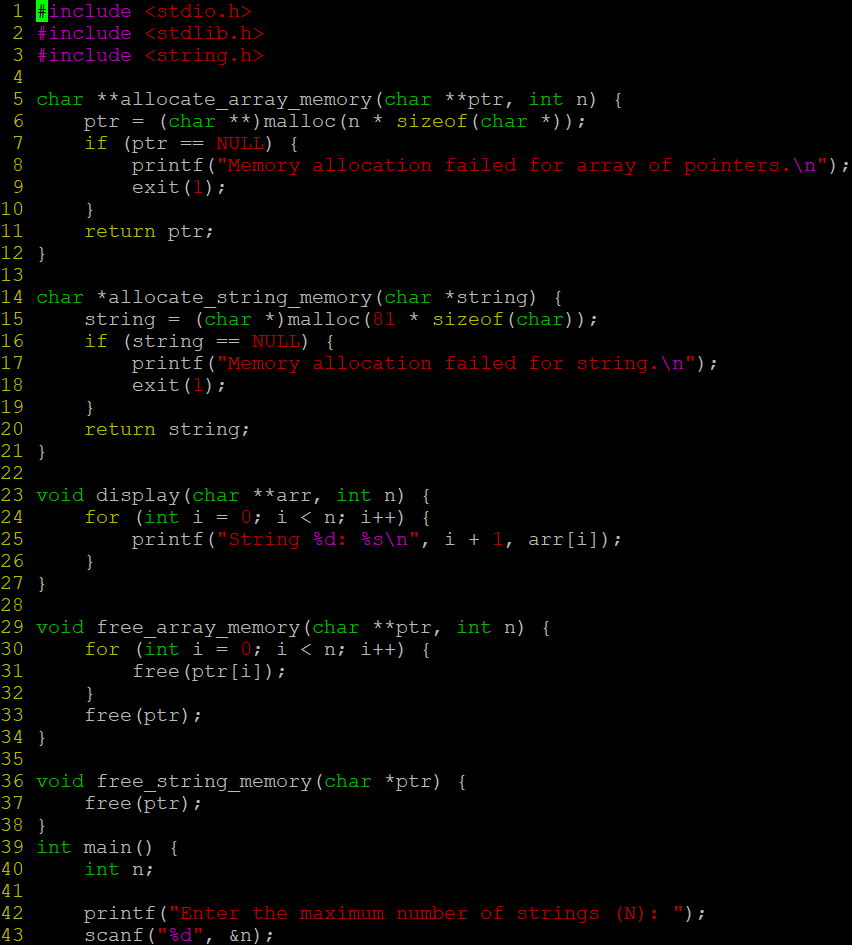 1 #include <stdio.h>
2 #include <stdlib.h>
3 #include <string.h>
4
5 char **allocate_array_memory(char **ptr, int n) {
6     ptr = (char **)malloc(n * sizeof(char *));
7     if (ptr == NULL) {
8         printf("Memory allocation failed for array of pointers.\n");
9         exit(1);
10     }
11     return ptr;
12 }
13
14 char *allocate_string_memory(char *string) {
15     string = (char *)malloc(81 * sizeof(char));
16     if (string == NULL) {
17         printf("Memory allocation failed for string.\n");
18         exit(1);
19     }
20     return string;
21 }
22
23 void display(char **arr, int n) {
24     for (int i = 0; i < n; i++) {
25         printf("String %d: %s\n", i + 1, arr[i]);
26     }
27 }
28
29 void free_array_memory(char **ptr, int n) {
30     for (int i = 0; i < n; i++) {
31         free(ptr[i]);
32     }
33     free(ptr);
34 }
35
36 void free_string_memory(char *ptr) {
37     free(ptr);
38 }
39 int main() {
40     int n;
41
42     printf("Enter the maximum number of strings (N): ");
43     scanf("%d", &n);